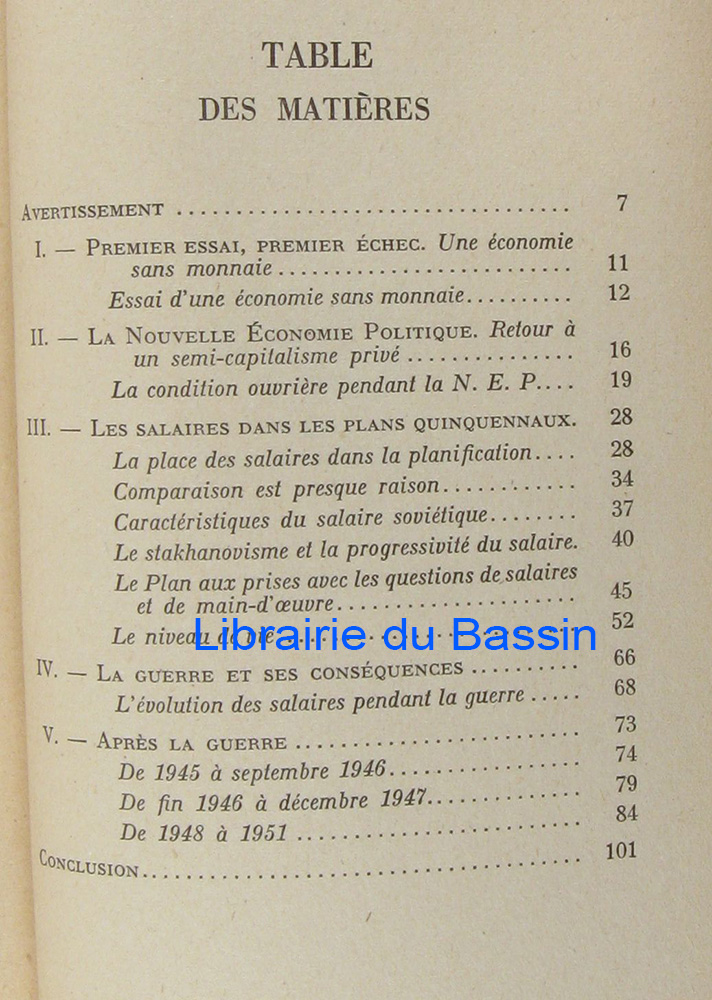 TABLE
DES MATIÈRES
AVERTISSEMENT .................................. 7
I. — PREMIER ESSAI, PREMIER ÉCHEC. Une économie
sans monnaie .......................... 11
Essai d'une économie sans monnaie.......... 12
II. — LA NOUVELLE ÉCONOMIE POLITIQUE. Retour à
un semi-capitalisme privé ............... 16
La condition ouvrière pendant la N. E. P.... 19
III. — LES SALAIRES DANS LES PLANS QUINQUENNAUX. 28
La place des salaires dans la planification.... 28
Comparaison est presque raison............ 34
Caractéristiques du salaire soviétique........ 37
Le stakhanovisme et la progressivité du salaire. 40
Le Plan aux prises avec les questions de salaires
et de main-d'œuvre..................... 45
Le niveau de vie .......................... 52
Librairie du Bassin
IV. — LA GUERRE ET SES CONSÉQUENCES .......... 66
L'évolution des salaires pendant la guerre ..... 68
V. — APRÈS LA GUERRE .......................... 73
De 1945 à septembre 1946................. 74
De fin 1946 à décembre 1947.............. 79
De 1948 à 1951 ......................... 84
CONCLUSION...................................... 101